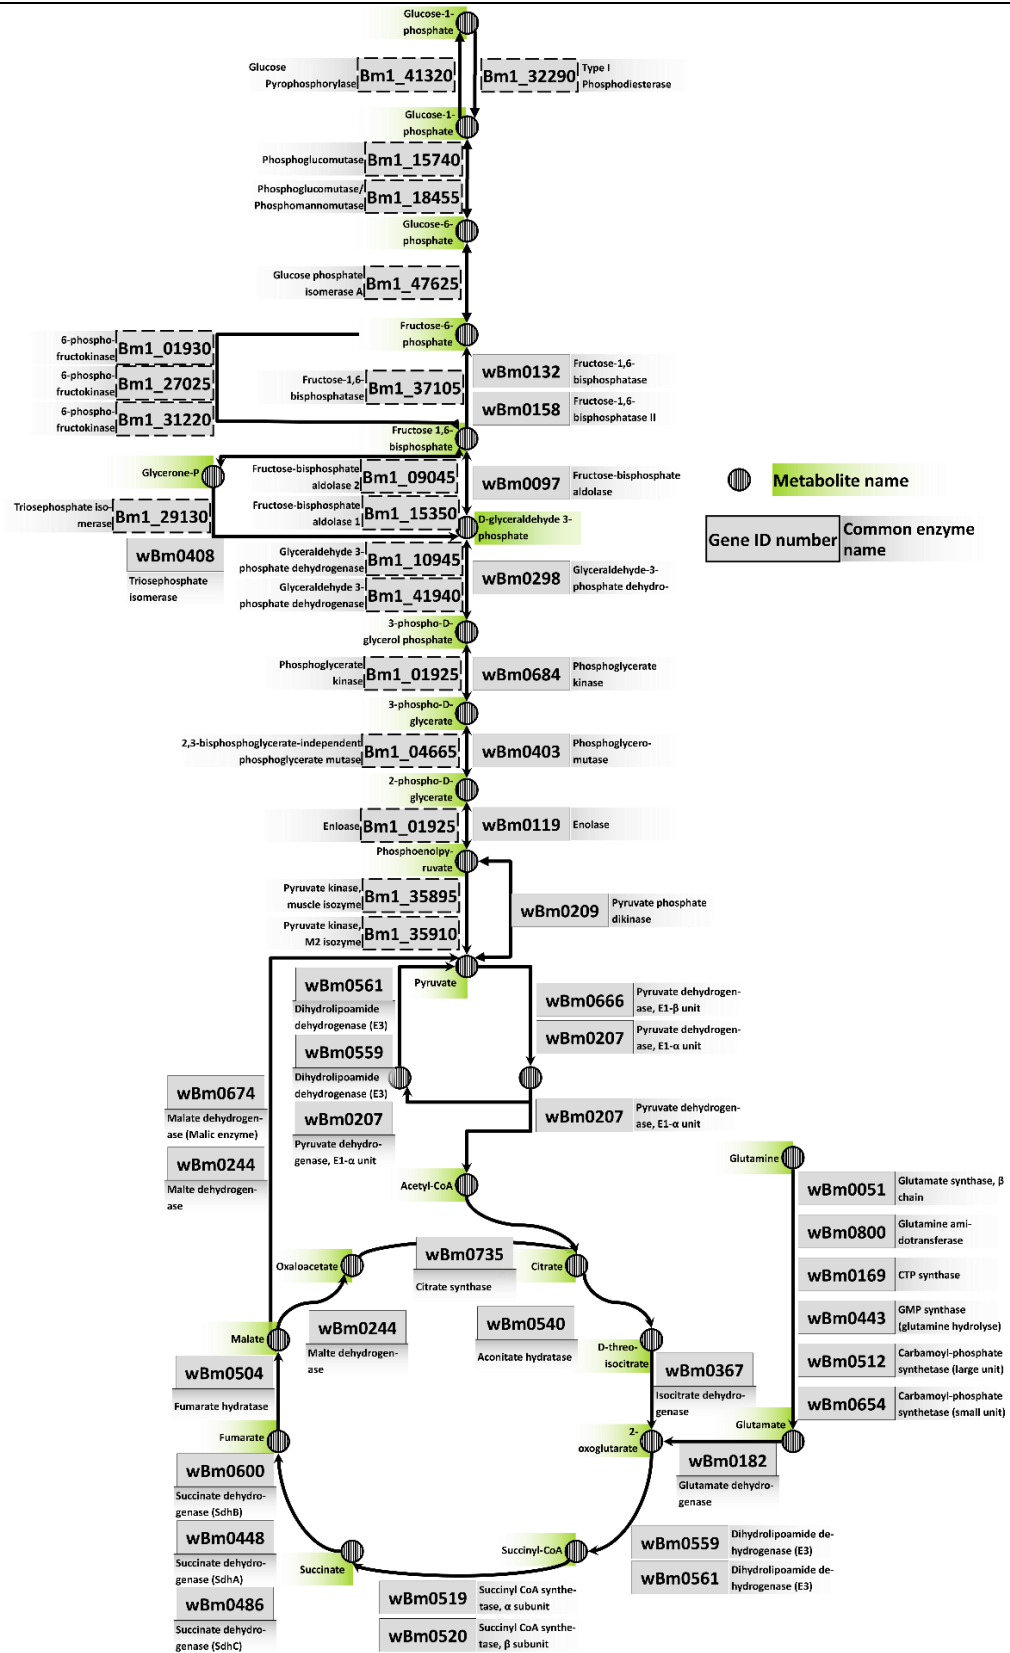 Glucose-1-
phosphate
Glucose
Pyrophosphorylase
Bm1_41320
Bm1_32290
Type I
Phosphodiesterase
Glucose-1-
phosphate
Phosphoglucomutase
Bm1_15740
Phosphoglucomutase/
Phosphomannomutase
Bm1_18455
Glucose-6-
phosphate
Glucose phosphate
isomerase A
Bm1_47625
Fructose-6-
phosphate
6-phospho-
fructokinase
Bm1_01930
6-phospho-
fructokinase
Bm1_27025
6-phospho-
fructokinase
Bm1_31220
Fructose-1,6-
bisphosphatase
Bm1_37105
wBm0132
Fructose-1,6-
bisphosphatase
wBm0158
Fructose-1,6-
bisphosphatase II
Fructose 1,6-
bisphosphate
Glycerone-P
Fructose-bisphosphate
aldolase 2
Bm1_09045
Fructose-bisphosphate
aldolase 1
Bm1_15350
wBm0097
Fructose-bisphosphate
aldolase
Metabolite name
Gene ID number
Common enzyme
name
Triosephosphate iso-
merase
Bm1_29130
wBm0408
Triosephosphate
isomerase
D-glyceraldehyde 3-
phosphate
Glyceraldehyde 3-
phosphate dehydrogenase
Bm1_10945
Glyceraldehyde 3-
phosphate dehydrogenase
Bm1_41940
wBm0298
Glyceraldehyde-3-
phosphate dehydro-
3-phospho-D-
glycerol phosphate
Phosphoglycerate
kinase
Bm1_01925
wBm0684
Phosphoglycerate
kinase
3-phospho-D-
glycerate
2,3-bisphosphoglycerate-independent
phosphoglycerate mutase
Bm1_04665
wBm0403
Phosphoglycero-
mutase
2-phospho-D-
glycerate
Enloase
Bm1_01925
wBm0119
Enolase
Phosphoenolpy-
ruvate
Pyruvate kinase,
muscle isozyme
Bm1_35895
Pyruvate kinase,
M2 isozyme
Bm1_35910
wBm0209
Pyruvate phosphate
dikinase
Pyruvate
wBm0561
Dihydrolipoamide
dehydrogenase (E3)
wBm0559
Dihydrolipoamide
dehydrogenase (E3)
wBm0207
Pyruvate dehydro-
genase, E1-α unit
wBm0666
Pyruvate dehydrogen-
ase, E1-β unit
wBm0207
Pyruvate dehydrogen-
ase, E1-α unit
wBm0207
Pyruvate dehydrogen-
ase, E1-α unit
wBm0674
Malate dehydrogen-
ase (Malic enzyme)
wBm0244
Malte dehydrogen-
ase
Acetyl-CoA
Glutamine
wBm0051
Glutamate synthase, β
chain
wBm0800
Glutamine ami-
dotransferase
wBm0169
CTP synthase
wBm0443
GMP synthase
(glutamine hydrolyse)
wBm0512
Carbamoyl-phosphate
synthetase (large unit)
wBm0654
Carbamoyl-phosphate
synthetase (small unit)
Glutamate
Oxaloacetate
wBm0735
Citrate synthase
Citrate
Malate
wBm0244
Malte dehydrogen-
ase
wBm0540
Aconitate hydratase
D-threo-
isocitrate
wBm0367
Isocitrate dehydro-
genase
wBm0504
Fumarate hydratase
Fumarate
2-
oxoglutarate
wBm0182
Glutamate dehydro-
genase
wBm0600
Succinate dehydro-
genase (SdhB)
wBm0448
Succinate dehydro-
genase (SdhA)
wBm0486
Succinate dehydro-
genase (SdhC)
Succinate
Succinyl-CoA
wBm0559
Dihydrolipoamide de-
hydrogenase (E3)
wBm0561
Dihydrolipoamide de-
hydrogenase (E3)
wBm0519
Succinyl CoA synthe-
tase, α subunit
wBm0520
Succinyl CoA synthe-
tase, β subunit